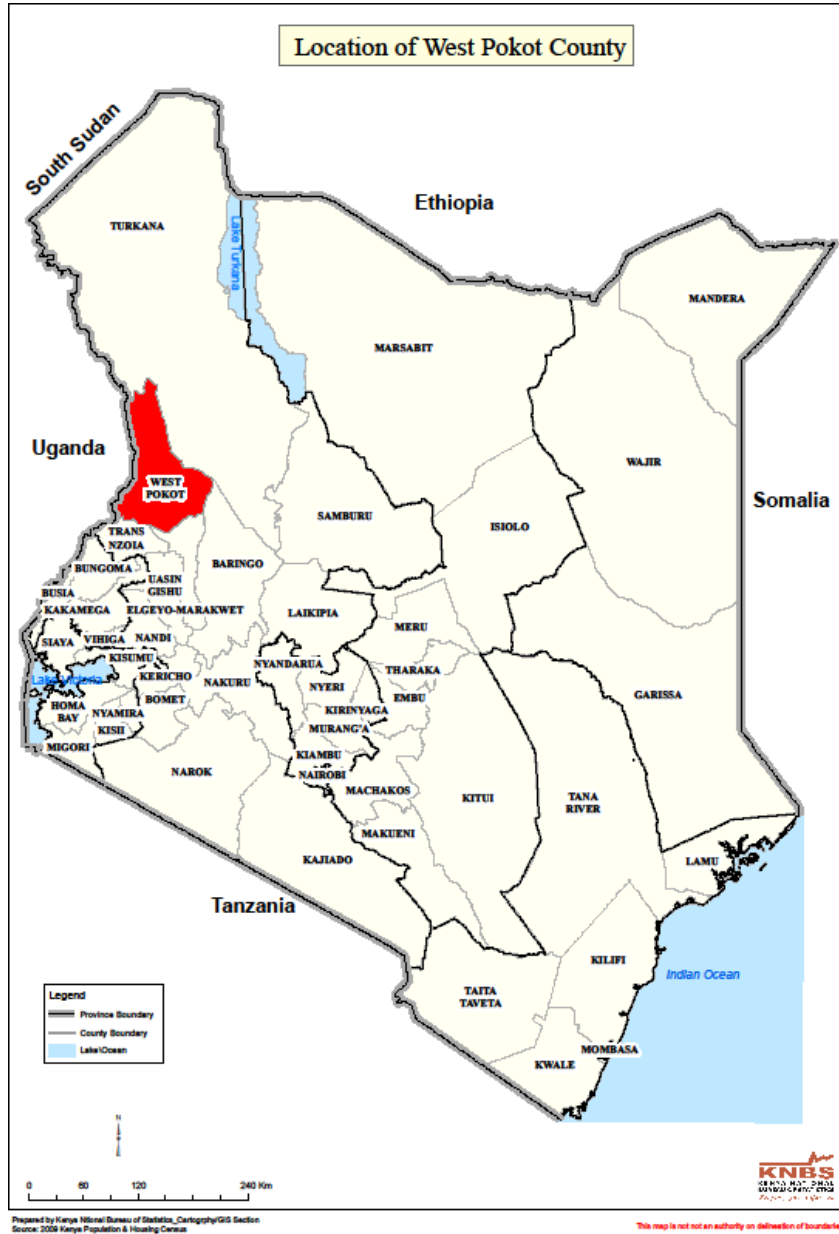 Location of West Pokot County
South Sudan
Ethiopia
TURKANA
Lake Turkana
MANDERA
MARSABIT
Uganda
WAJIR
WEST
POKOT
Somalia
SAMBURU
ISIOLO
TRANS
NZOIA
BARINGO
BUNGOMA
UASIN
GISHU
BUSIA
KAKAMEGA
ELGEYO-MARAKWET
LAIKIPIA
MERU
SIAYA
VIHIGA
NANDI
KISUMU
NYANDARUA
THARAKA
Lake Victoria
KERICHO
NAKURU
NYERI
EMBU
GARISSA
HOMA
BAY
NYAMIRA
BOMET
KIRINYAGA
KISII
MURANG'A
MIGORI
KIAMBU
NAROK
NAIROBI
MACHAKOS
KITUI
TANA
RIVER
MAKUENI
KAJIADO
LAMU
Tanzania
KILIFI
Indian Ocean
TAITA
TAVETA
MOMBASA
KWALE
Legend
Province Boundary
County Boundary
Lake\Ocean
N
0 60 120 240 Km
KNBS
KENYA NATIONAL
Prepared by Kenya Ntional Bureau of Statistics_Cartogrphy/GIS Section
Source: 2009 Kenya Population & Housing Census
This map is not not an authority on delineation of boundarie